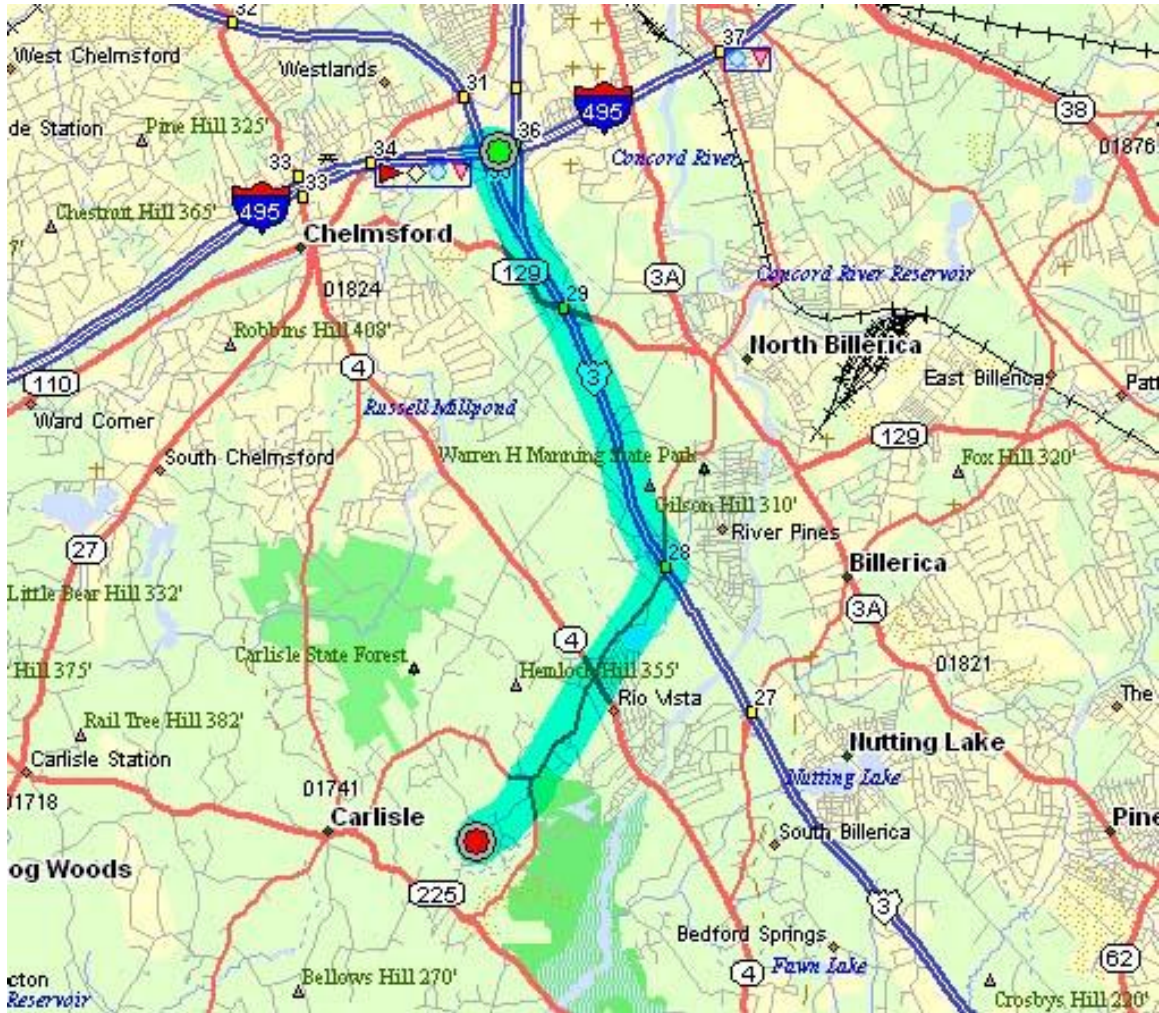 32
West Chelmsford
Westlands
31
37
495
38
de Station
Pine Hill 325'
36
Concord River
01876
33
34
33
495
Chestnut Hill 365'
7'
Chelmsford
129
3A
Concord River Reservoir
01824
29
Robbins Hill 408'
North Billerica
110
4
3
East Billerica
Patt
Ward Corner
Russell Millpond
129
South Chelmsford
Warren H Manning State Park
Fox Hill 320'
Gilson Hill 310'
River Pines
27
28
Billerica
Little Bear Hill 332'
3A
4
Hill 375'
Carlisle State Forest
Hemlock Hill 355'
01821
Rio Vista
27
The
Rail Tree Hill 382'
Carlisle Station
Nutting Lake
01718
01741
Nutting Lake
Carlisle
South Billerica
Pine
og Woods
225
3
Bedford Springs
Fawn Lake
62
cton
Reservoir
Bellows Hill 270'
4
Crosbys Hill 220'